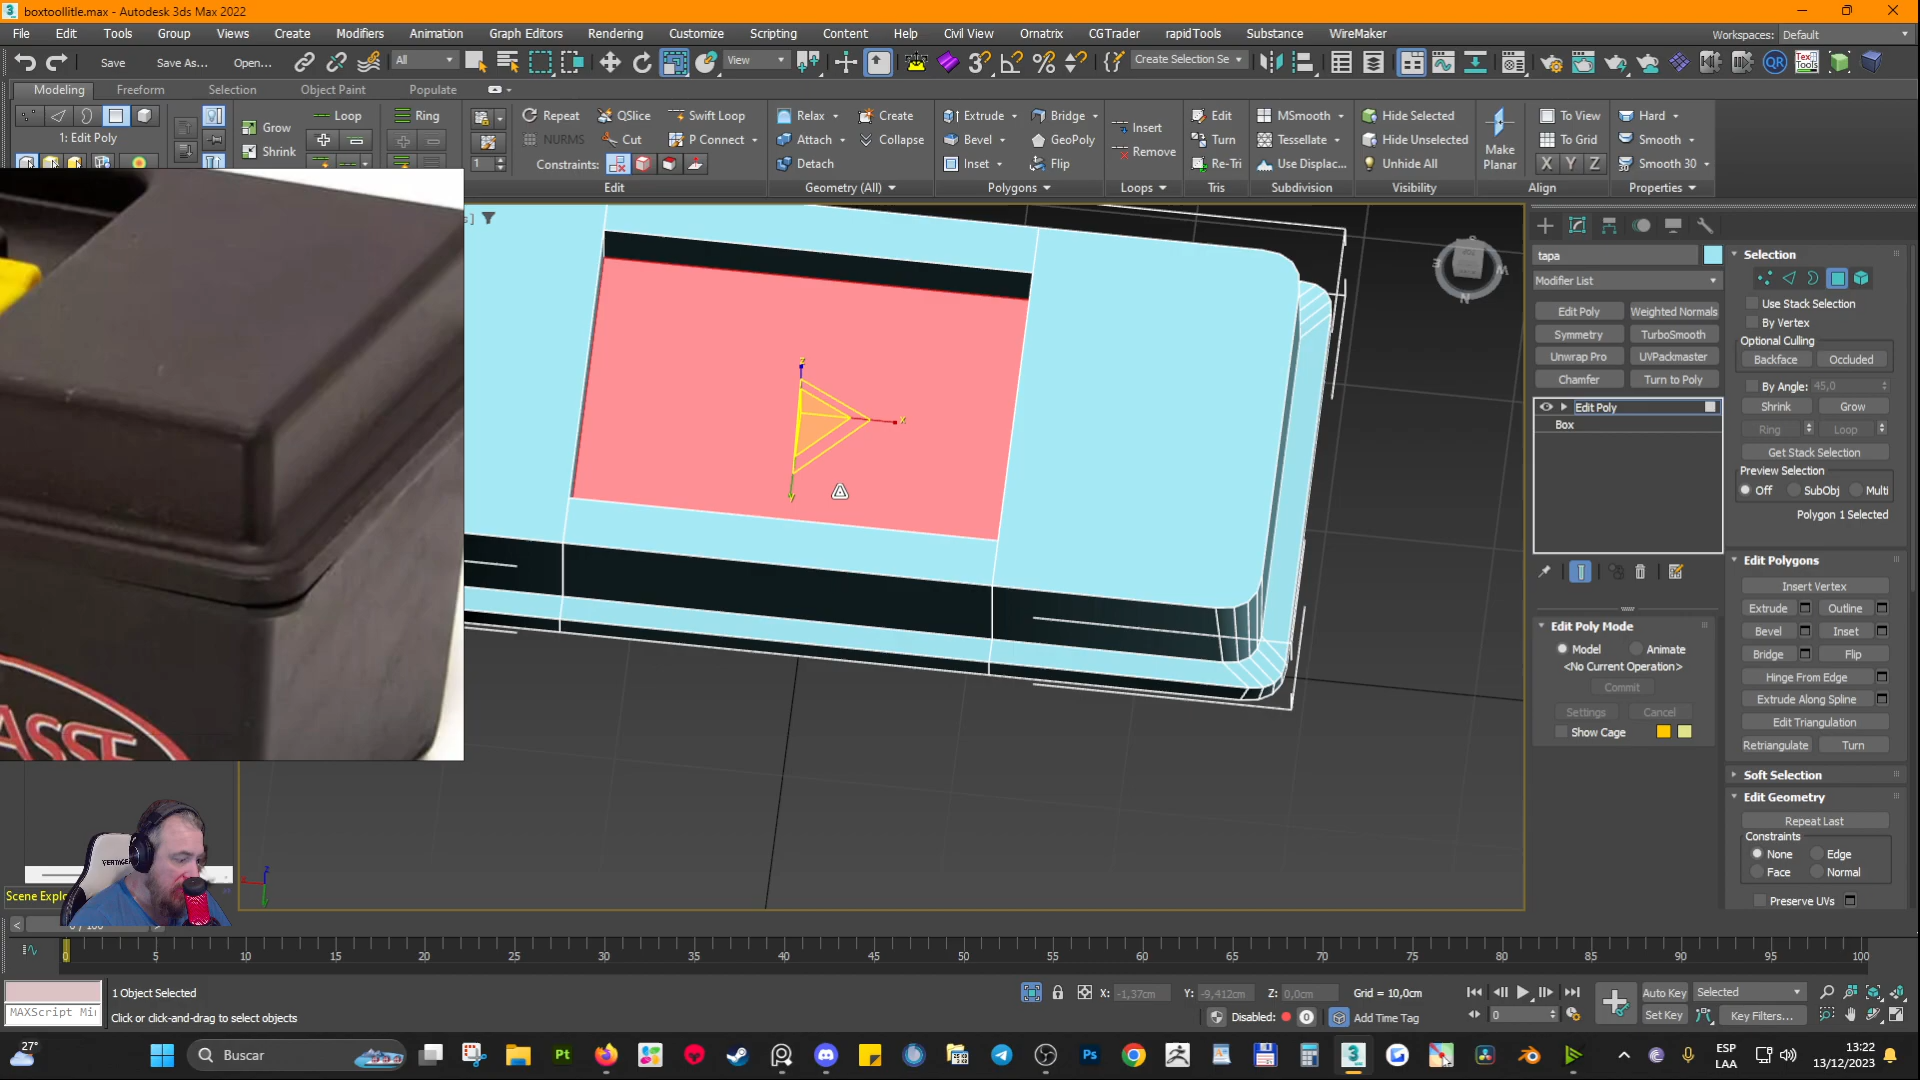 boxtoollitle.max - Autodesk 3ds Max 2022
File Edit Tools Group Views Create Modifiers Animation Graph Editors Rendering Customize Scripting Content Help Civil View Ornatrix CGTrader rapidTools Substance WireMaker
Workspaces: Default
Save Save As... Open... All View Create Selection Se
Modeling Freeform Selection Object Paint Populate
Loop Ring Repeat QSlice Swift Loop Relax Create Extrude Bridge Edit MSmooth Hide Selected To View Hard
1: Edit Poly
Grow NURMS Cut P Connect Attach Collapse Bevel GeoPoly Insert Turn Tessellate Hide Unselected Make Planar To Grid Smooth
Shrink 1 Constraints: Detach Inset Flip Remove Re-Tri Use Displac... Unhide All X Y Z Smooth 30
Edit Geometry (All) Polygons Loops Tris Subdivision Visibility Align Properties
tapa
Modifier List
Edit Poly Weighted Normals
Symmetry TurboSmooth
Unwrap Pro UVPackmaster
Chamfer Turn to Poly
Edit Poly
Box
Edit Poly Mode
Model Animate
<No Current Operation>
Commit
Settings Cancel
Show Cage
Selection
Use Stack Selection
By Vertex
Optional Culling
Backface Occluded
By Angle: 45,0
Shrink Grow
Ring Loop
Get Stack Selection
Preview Selection
Off SubObj Multi
Polygon 1 Selected
Edit Polygons
Insert Vertex
Extrude Outline
Bevel Inset
Bridge Flip
Hinge From Edge
Extrude Along Spline
Edit Triangulation
Retriangulate Turn
Soft Selection
Edit Geometry
Repeat Last
Constraints
None Edge
Face Normal
Preserve UVs
x
z
y
ASSE
Scene Explo
0 / 100
0 5 10 15 20 25 30 35 40 45 50 55 60 65 70 75 80 85 90 95 100
1 Object Selected
X: -1,37cm Y: -9,412cm Z: 0,0cm Grid = 10,0cm
Auto Key Selected
MAXScript Mi
Click or click-and-drag to select objects
Disabled: 0 Add Time Tag 0 Set Key Key Filters...
27°
Buscar
ESP
LAA
13:22
13/12/2023